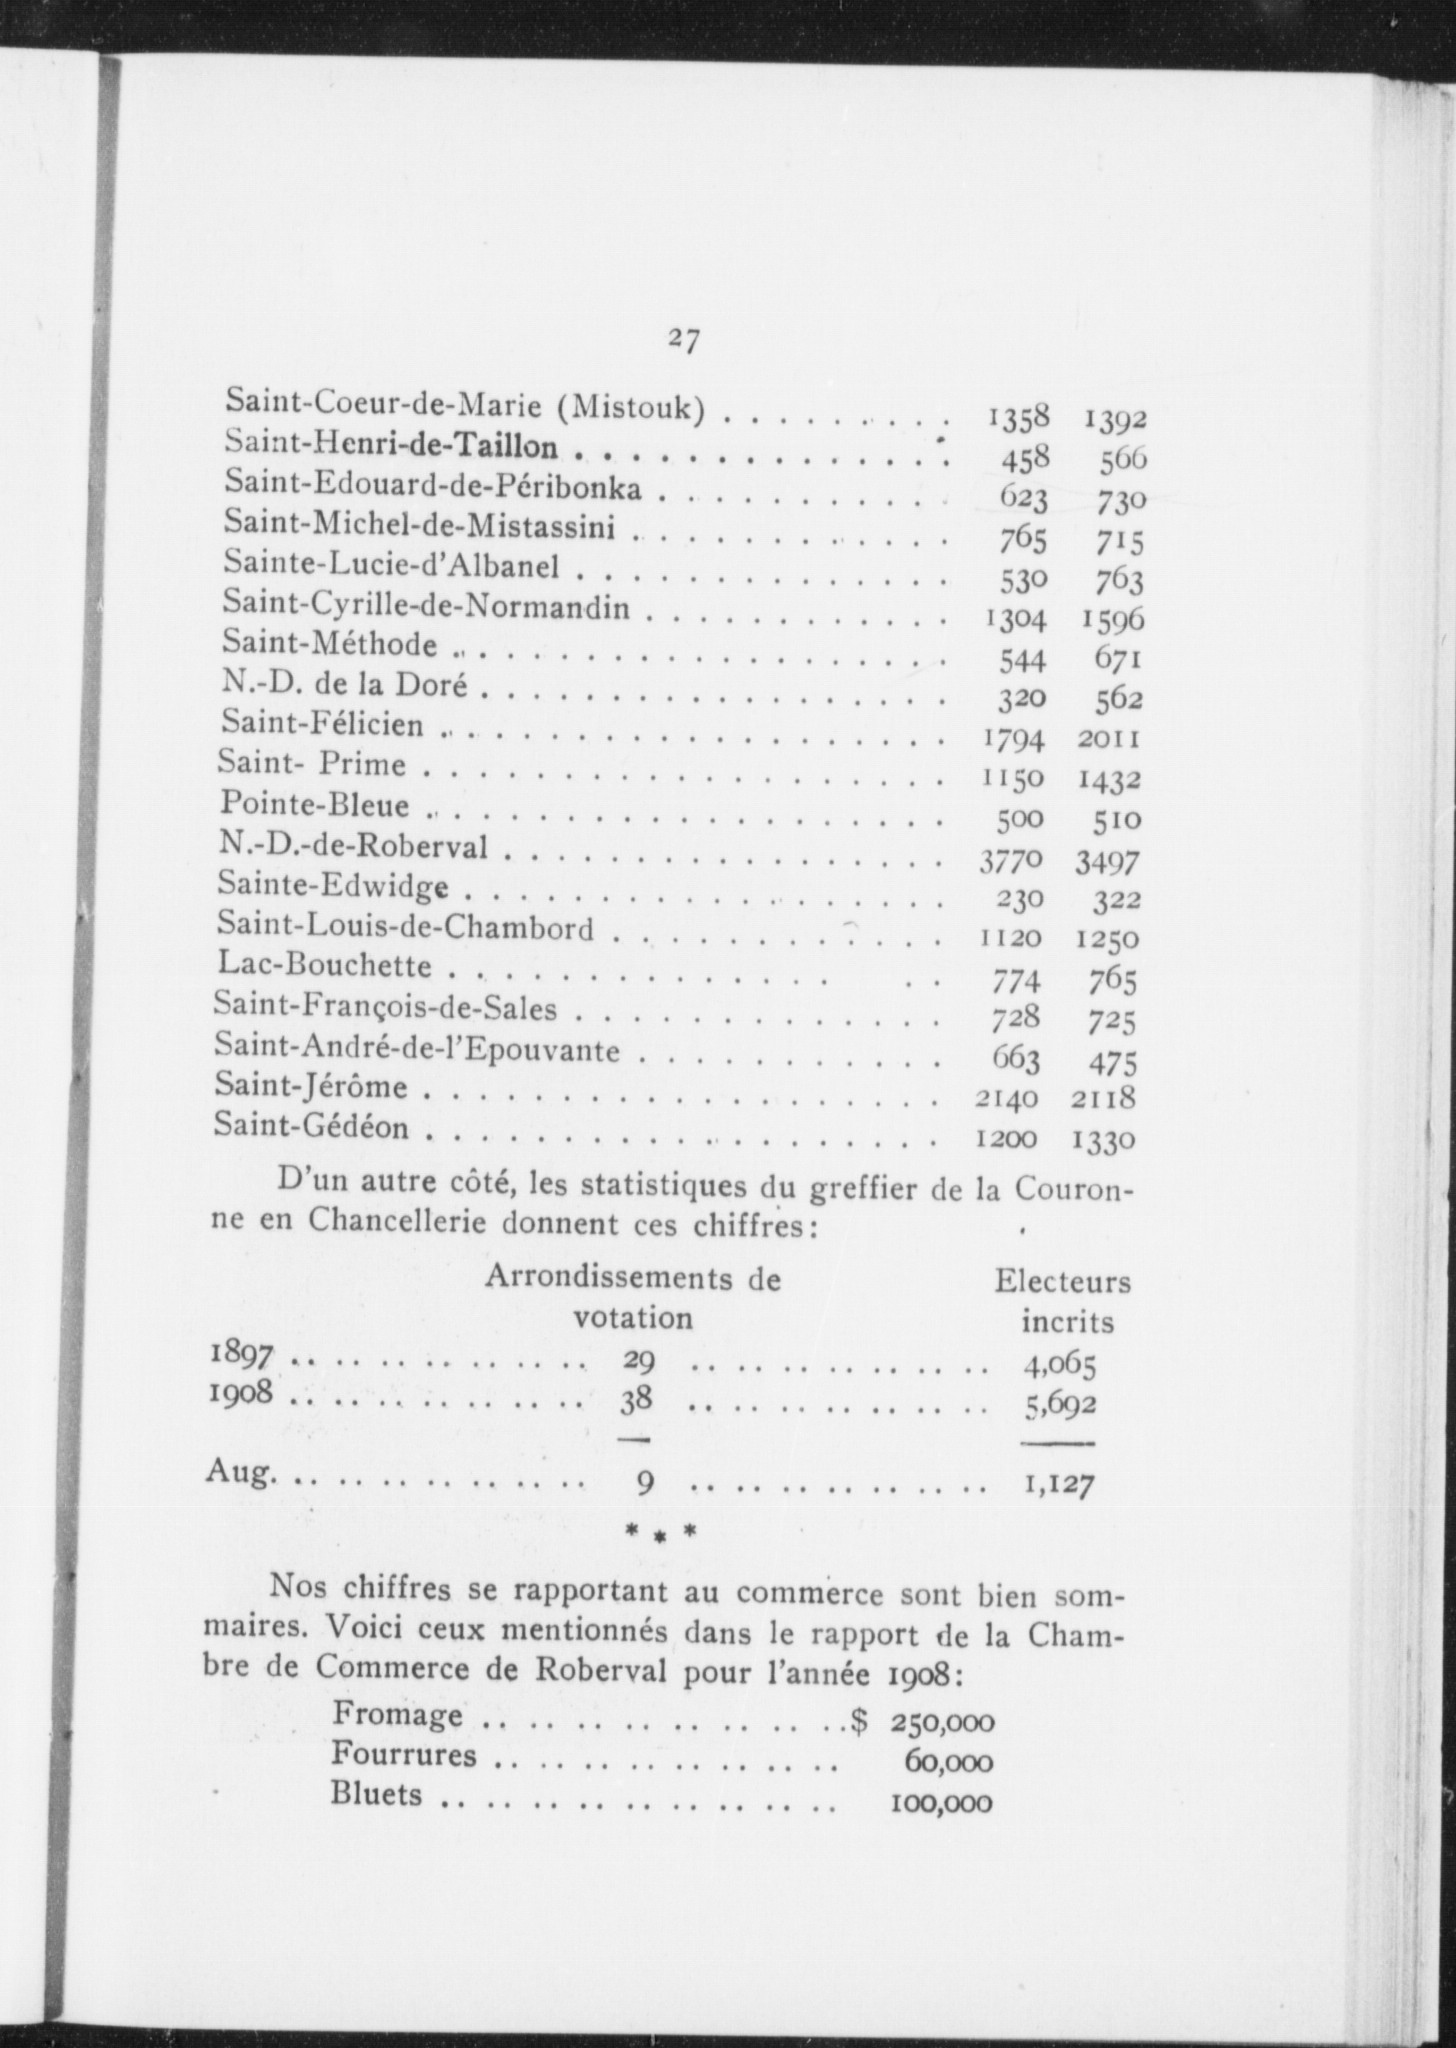 27
Saint-Coeur-de-Marie (Mistouk) . . . . . . . . . 1358 1392
Saint-Henri-de-Taillon . . . . . . . . . . . . . . 458 566
Saint-Edouard-de-Péribonka . . . . . . . . . . . 623 730
Saint-Michel-de-Mistassini . . . . . . . . . . . . 765 715
Sainte-Lucie-d'Albanel . . . . . . . . . . . . . . 530 763
Saint-Cyrille-de-Normandin . . . . . . . . . . . 1304 1596
Saint-Méthode . . . . . . . . . . . . . . . . . . 544 671
N.-D. de la Doré . . . . . . . . . . . . . . . . . 320 562
Saint-Félicien . . . . . . . . . . . . . . . . . . 1794 2011
Saint- Prime . . . . . . . . . . . . . . . . . . . 1150 1432
Pointe-Bleue . . . . . . . . . . . . . . . . . . . 500 510
N.-D.-de-Roberval . . . . . . . . . . . . . . . . 3770 3497
Sainte-Edwidge . . . . . . . . . . . . . . . . . . 230 322
Saint-Louis-de-Chambord . . . . . . . . . . . . 1120 1250
Lac-Bouchette . . . . . . . . . . . . . . . . 774 765
Saint-François-de-Sales . . . . . . . . . . . . . . 728 725
Saint-André-de-l'Epouvante . . . . . . . . . . . 663 475
Saint-Jérôme . . . . . . . . . . . . . . . . . . . 2140 2118
Saint-Gédéon . . . . . . . . . . . . . . . . . . . 1200 1330
D'un autre côté, les statistiques du greffier de la Couron-
ne en Chancellerie donnent ces chiffres:
Arrondissements de Electeurs
votation incrits
1897 .. .. .. .. .. .. .. 29 .. .. .. .. .. .. .. 4,065
1908 .. .. .. .. .. .. .. 38 .. .. .. .. .. .. .. 5,692
Aug. .. .. .. .. .. .. .. 9 .. .. .. .. .. .. .. 1,127
* * *
Nos chiffres se rapportant au commerce sont bien som-
maires. Voici ceux mentionnés dans le rapport de la Cham-
bre de Commerce de Roberval pour l'année 1908:
Fromage .. .. .. .. .. .. .. ..$ 250,000
Fourrures .. .. .. .. .. .. .. .. 60,000
Bluets .. .. .. .. .. .. .. .. .. 100,000